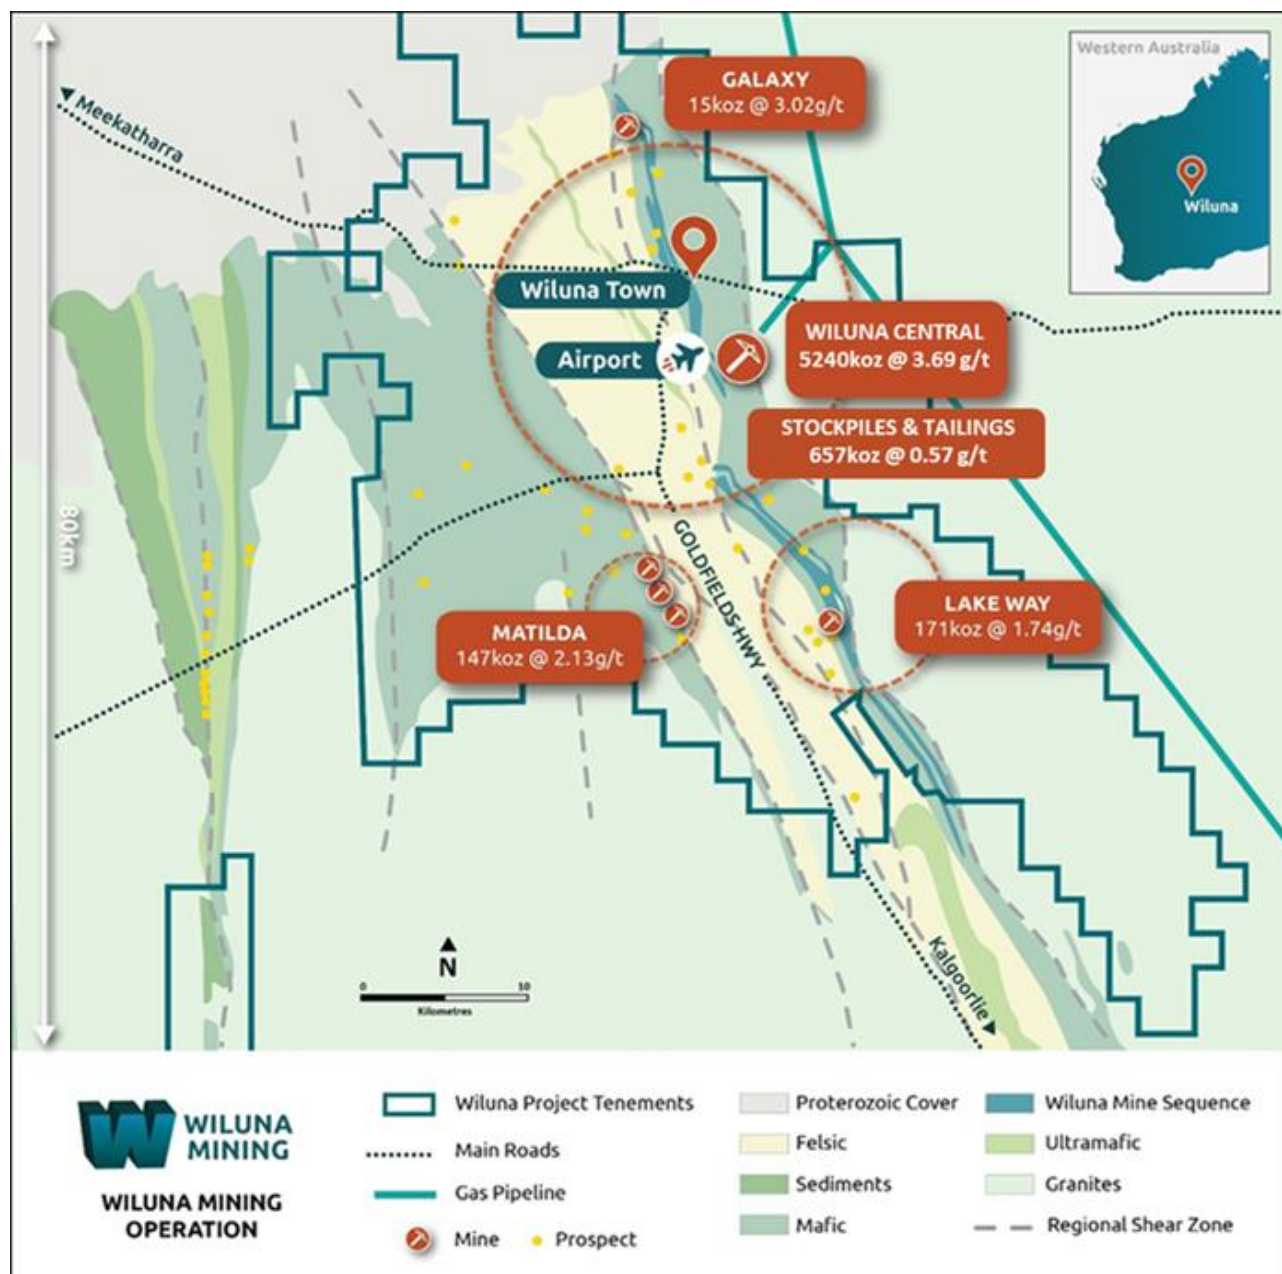 Western Australia
Wiluna
Meekatharra
GALAXY
15koz @ 3.02g/t
Wiluna Town
Airport
WILUNA CENTRAL
5240koz @ 3.69 g/t
STOCKPILES & TAILINGS
657koz @ 0.57 g/t
80km
GOLDFIELDS HWY
LAKE WAY
171koz @ 1.74g/t
MATILDA
147koz @ 2.13g/t
Kalgoorlie
N
0 10
Kilometres
W WILUNA
MINING
WILUNA MINING
OPERATION
Wiluna Project Tenements
Main Roads
Gas Pipeline
Mine
Prospect
Proterozoic Cover
Felsic
Sediments
Mafic
Wiluna Mine Sequence
Ultramafic
Granites
Regional Shear Zone